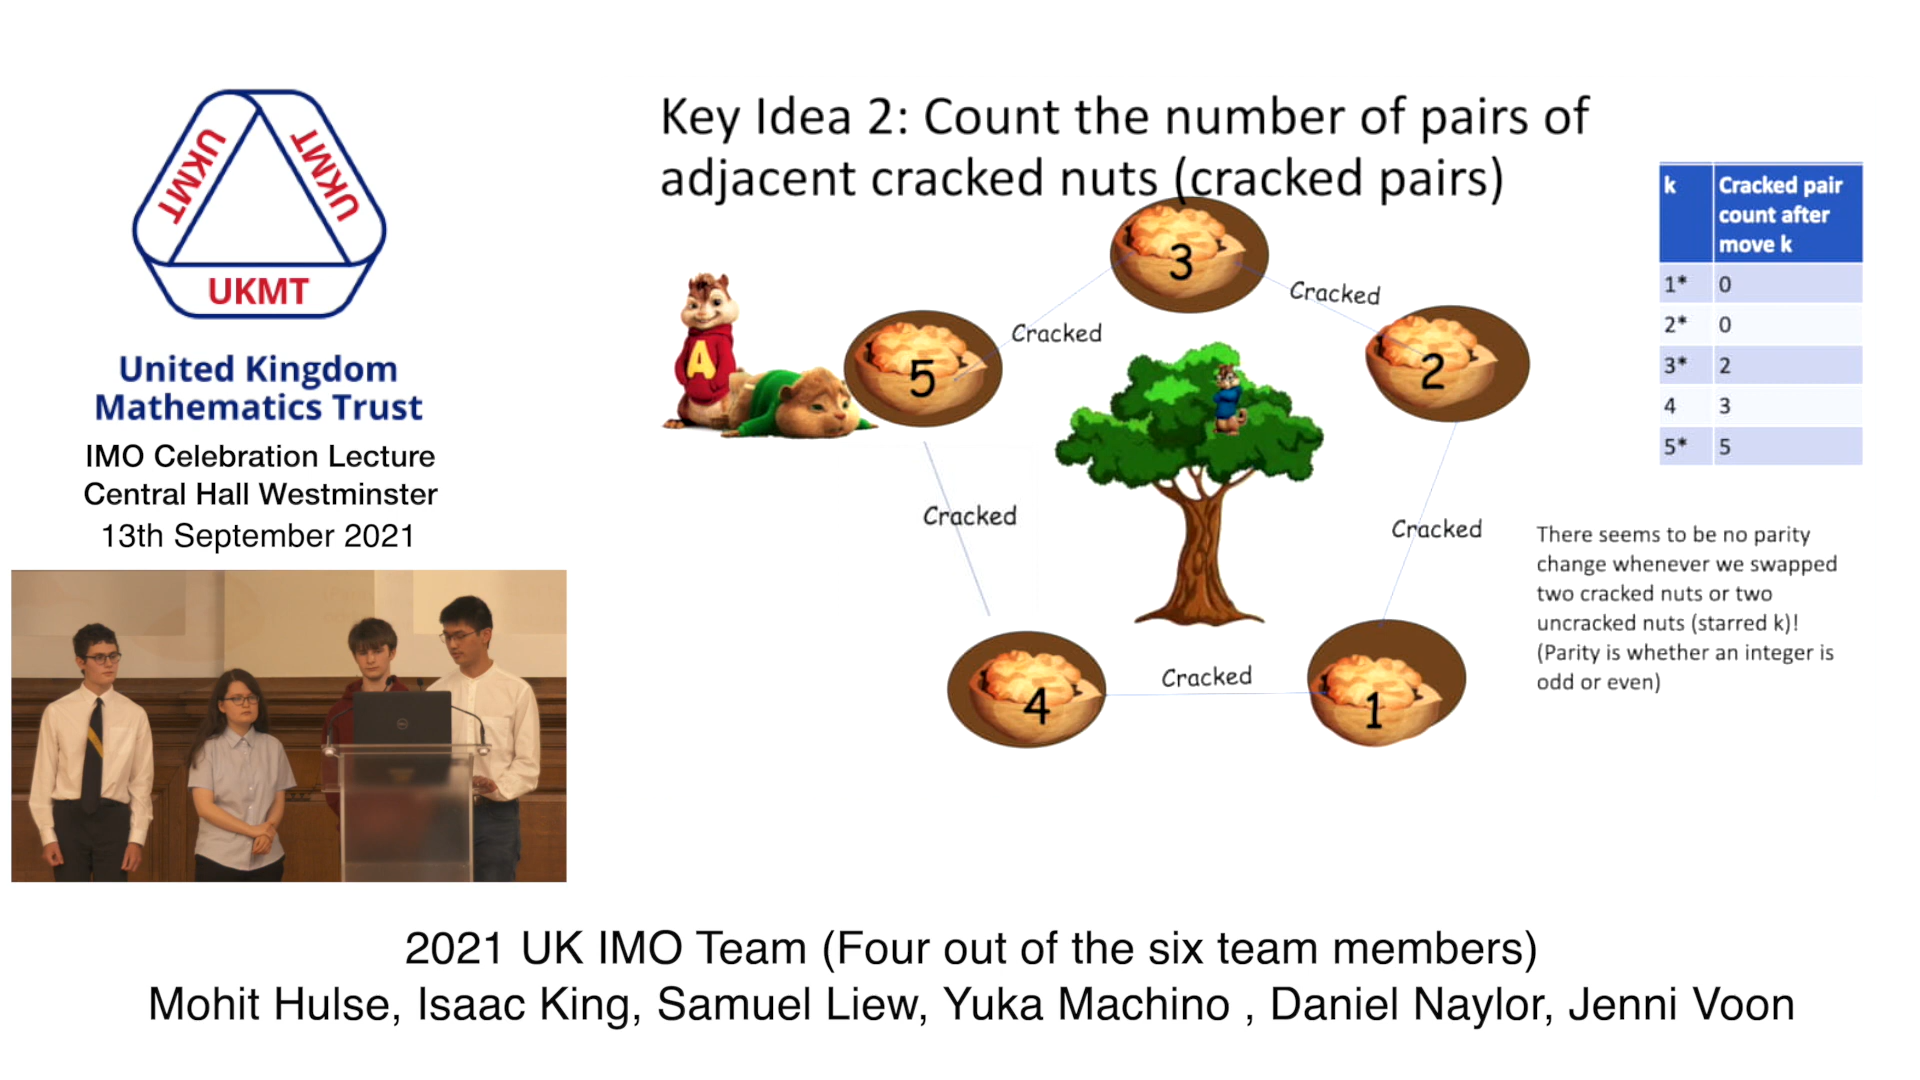 UKMT
UKMT
UKMT
United Kingdom
Mathematics Trust
IMO Celebration Lecture
Central Hall Westminster
13th September 2021
Key Idea 2: Count the number of pairs of
adjacent cracked nuts (cracked pairs)
3
Cracked
Cracked
A
5
2
Cracked
Cracked
4
Cracked
1
k Cracked pair
count after
move k
1* 0
2* 0
3* 2
4 3
5* 5
There seems to be no parity
change whenever we swapped
two cracked nuts or two
uncracked nuts (starred k)!
(Parity is whether an integer is
odd or even)
2021 UK IMO Team (Four out of the six team members)
Mohit Hulse, Isaac King, Samuel Liew, Yuka Machino , Daniel Naylor, Jenni Voon